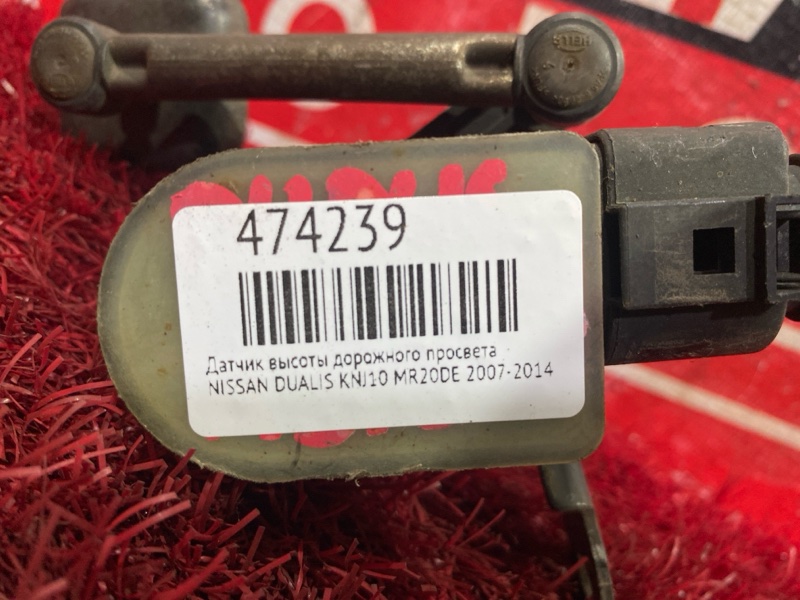 474239
Датчик высоты дорожного просвета
NISSAN DUALIS KNJ10 MR20DE 2007-2014